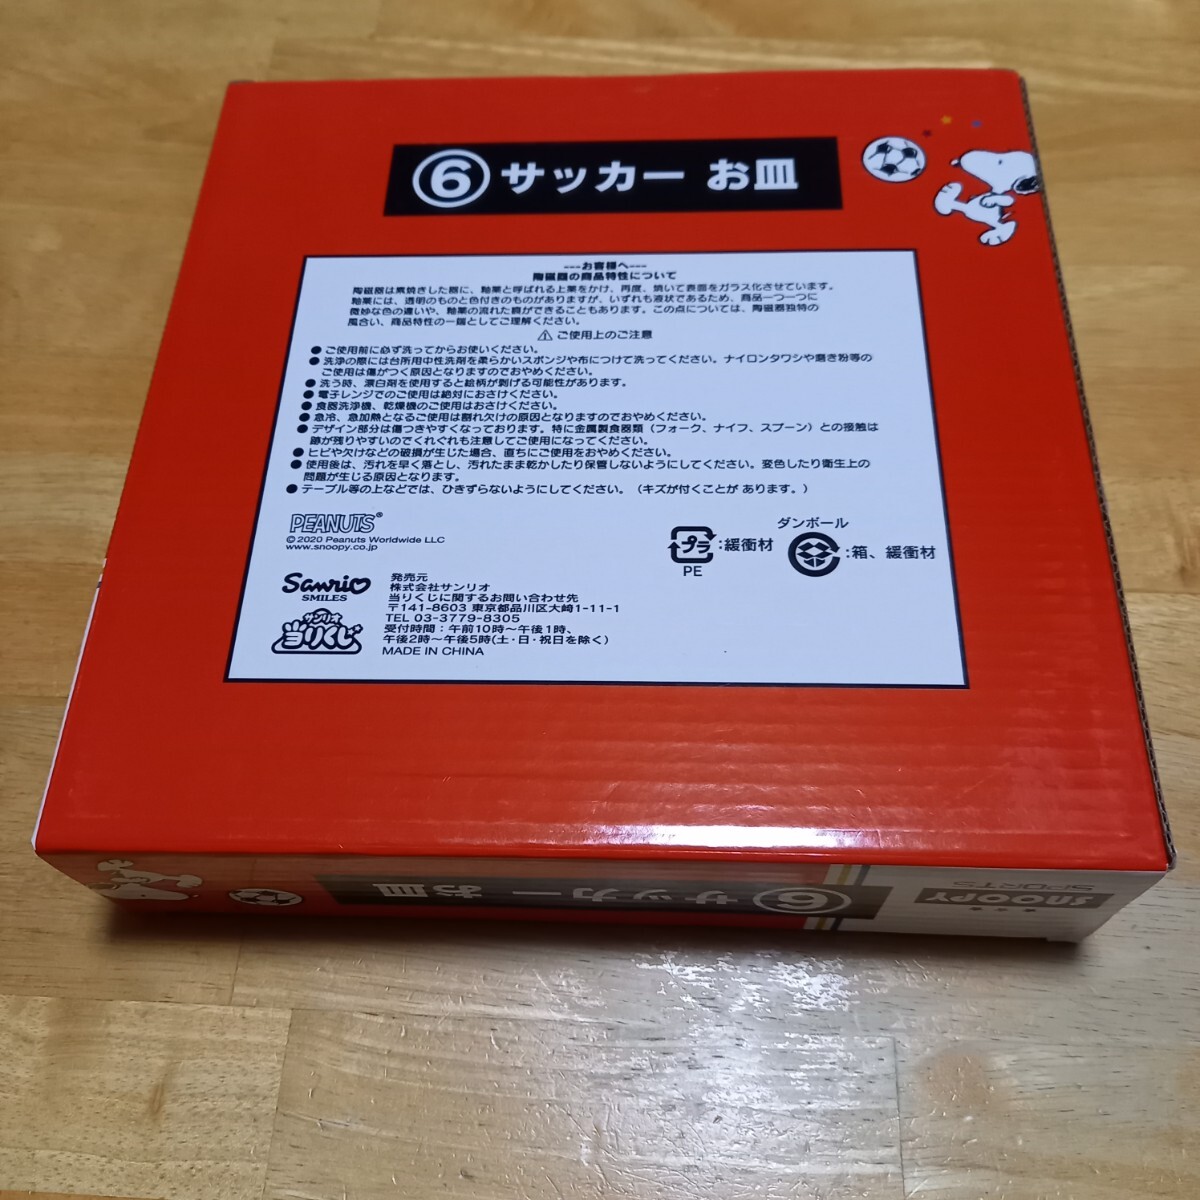 ⑥サッカー お皿
---お客様へ---
陶磁器の商品特性について
陶磁器は素焼きした器に、釉薬と呼ばれる上薬をかけ、再度、焼いて表面をガラス化させています。
釉薬には、透明のものと色付きのものがありますが、いずれも液状であるため、商品一つ一つに
微妙な色の違いや、釉薬の流れた痕ができることもあります。この点については、陶磁器独特の
風合い、商品特性の一端としてご理解ください。
⚠ ご使用上のご注意
●ご使用前に必ず洗ってからお使いください。
●洗浄の際には台所用中性洗剤を柔らかいスポンジや布につけて洗ってください。ナイロンタワシや磨き粉等の
ご使用は傷がつく原因となりますのでおやめください。
●洗う時、漂白剤を使用すると絵柄が剥げる可能性があります。
●電子レンジでのご使用は絶対におさけください。
●食器洗浄機、乾燥機のご使用はおさけください。
●急冷、急加熱となるご使用は割れ欠けの原因となりますのでおやめください。
●デザイン部分は傷つきやすくなっております。特に金属製食器類（フォーク、ナイフ、スプーン）との接触は
跡が残りやすいのでくれぐれも注意してご使用になってください。
●ヒビや欠けなどの破損が生じた場合、直ちにご使用をおやめください。
●使用後は、汚れを早く落とし、汚れたまま乾かしたり保管しないようにしてください。変色したり衛生上の
問題が生じる原因となります。
●テーブル等の上などでは、ひきずらないようにしてください。（キズが付くことが あります。）
PEANUTS®
© 2020 Peanuts Worldwide LLC
www.snoopy.co.jp
プラ:緩衝材
PE
ダンボール
:箱、緩衝材
Sanrio
SMILES
サンリオ
当りくじ
発売元
株式会社サンリオ
当りくじに関するお問い合わせ先
〒141-8603 東京都品川区大崎1-11-1
TEL 03-3779-8305
受付時間：午前10時～午後1時、
午後2時～午後5時(土・日・祝日を除く)
MADE IN CHINA
⑥サッカー お皿
SNOOPY
SPORTS